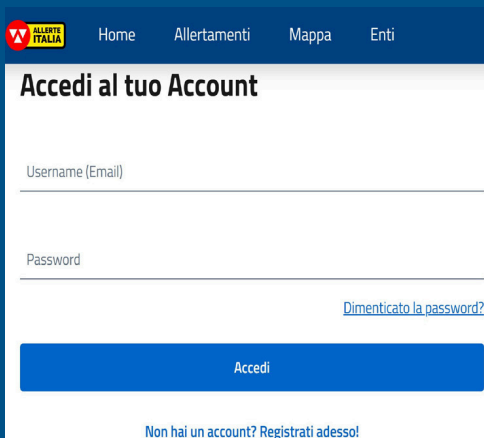 ALLERTE
ITALIA
Home Allertamenti Mappa Enti
Accedi al tuo Account
Username (Email)
Password
Dimenticato la password?
Accedi
Non hai un account? Registrati adesso!